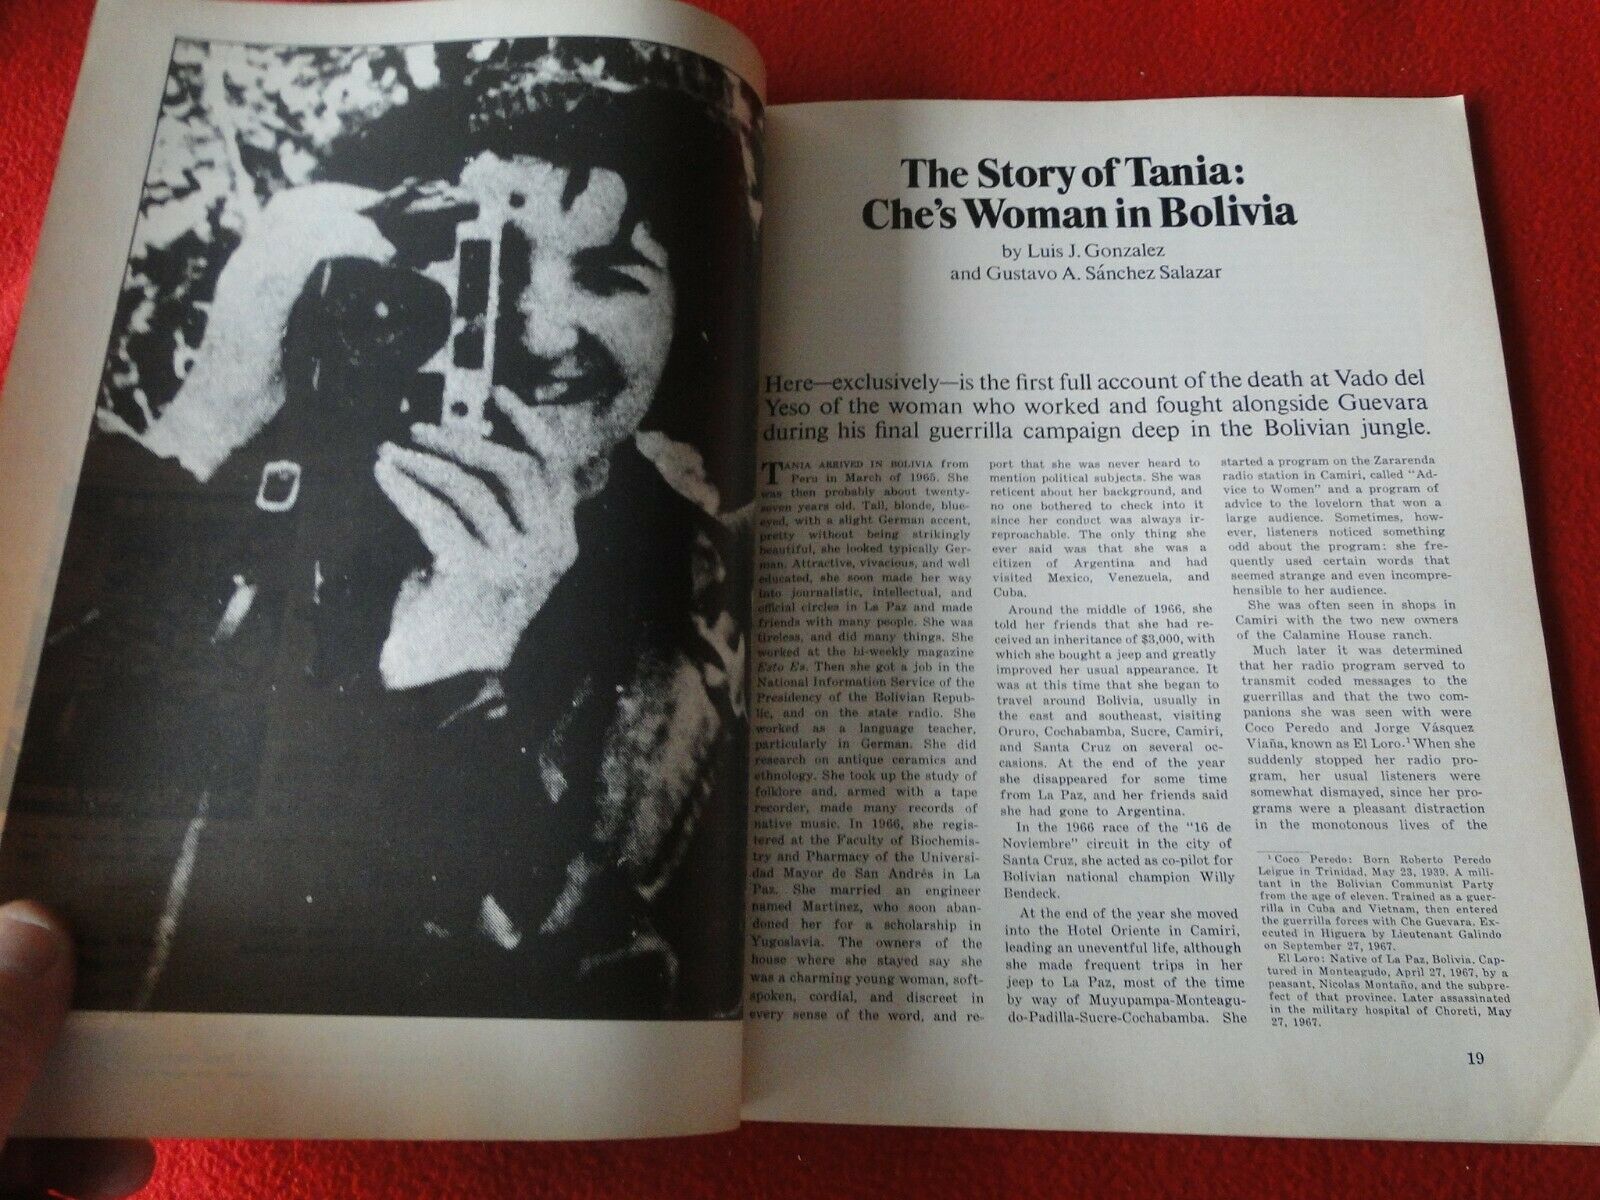 The Story of Tania:
Che's Woman in Bolivia
by Luis J. Gonzalez
and Gustavo A. Sánchez Salazar
Here—exclusively—is the first full account of the death at Vado del
Yeso of the woman who worked and fought alongside Guevara
during his final guerrilla campaign deep in the Bolivian jungle.
TANIA ARRIVED IN BOLIVIA from
Peru in March of 1965. She
was then probably about twenty-
seven years old. Tall, blonde, blue-
eyed, with a slight German accent,
pretty without being strikingly
beautiful, she looked typically Ger-
man. Attractive, vivacious, and well
educated, she soon made her way
into journalistic, intellectual, and
official circles in La Paz and made
friends with many people. She was
tireless, and did many things. She
worked at the bi-weekly magazine
Esto Es. Then she got a job in the
National Information Service of the
Presidency of the Bolivian Repub-
lic, and on the state radio. She
worked as a language teacher,
particularly in German. She did
research on antique ceramics and
ethnology. She took up the study of
folklore and, armed with a tape
recorder, made many records of
native music. In 1966, she regis-
tered at the Faculty of Biochemis-
try and Pharmacy of the Universi-
dad Mayor de San Andrés in La
Paz. She married an engineer
named Martínez, who soon aban-
doned her for a scholarship in
Yugoslavia. The owners of the
house where she stayed say she
was a charming young woman, soft-
spoken, cordial, and discreet in
every sense of the word, and re-
port that she was never heard to
mention political subjects. She was
reticent about her background, and
no one bothered to check into it
since her conduct was always ir-
reproachable. The only thing she
ever said was that she was a
citizen of Argentina and had
visited Mexico, Venezuela, and
Cuba.
Around the middle of 1966, she
told her friends that she had re-
ceived an inheritance of $3,000, with
which she bought a jeep and greatly
improved her usual appearance. It
was at this time that she began to
travel around Bolivia, usually in
the east and southeast, visiting
Oruro, Cochabamba, Sucre, Camiri,
and Santa Cruz on several oc-
casions. At the end of the year
she disappeared for some time
from La Paz, and her friends said
she had gone to Argentina.
In the 1966 race of the "16 de
Noviembre" circuit in the city of
Santa Cruz, she acted as co-pilot for
Bolivian national champion Willy
Bendeck.
At the end of the year she moved
into the Hotel Oriente in Camiri,
leading an uneventful life, although
she made frequent trips in her
jeep to La Paz, most of the time
by way of Muyupampa-Monteagu-
do-Padilla-Sucre-Cochabamba. She
started a program on the Zararenda
radio station in Camiri, called "Ad-
vice to Women" and a program of
advice to the lovelorn that won a
large audience. Sometimes, how-
ever, listeners noticed something
odd about the program: she fre-
quently used certain words that
seemed strange and even incompre-
hensible to her audience.
She was often seen in shops in
Camiri with the two new owners
of the Calamine House ranch.
Much later it was determined
that her radio program served to
transmit coded messages to the
guerrillas and that the two com-
panions she was seen with were
Coco Peredo and Jorge Vásquez
Viaña, known as El Loro.¹ When she
suddenly stopped her radio pro-
gram, her usual listeners were
somewhat dismayed, since her pro-
grams were a pleasant distraction
in the monotonous lives of the
¹ Coco Peredo: Born Roberto Peredo
Leigue in Trinidad, May 23, 1939. A mili-
tant in the Bolivian Communist Party
from the age of eleven. Trained as a guer-
rilla in Cuba and Vietnam, then entered
the guerrilla forces with Che Guevara. Ex-
ecuted in Higuera by Lieutenant Galindo
on September 27, 1967.
El Loro: Native of La Paz, Bolivia. Cap-
tured in Monteagudo, April 27, 1967, by a
peasant, Nicolas Montaño, and the subpre-
fect of that province. Later assassinated
in the military hospital of Choreti, May
27, 1967.
19